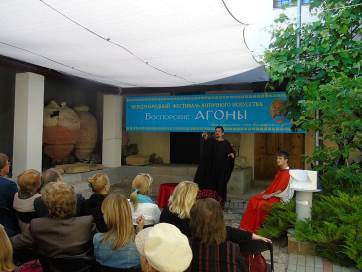 МЕЖДУНАРОДНЫЙ ФЕСТИВАЛЬ АНТИЧНОГО ИСКУССТВА
Боспорские АГОНЫ